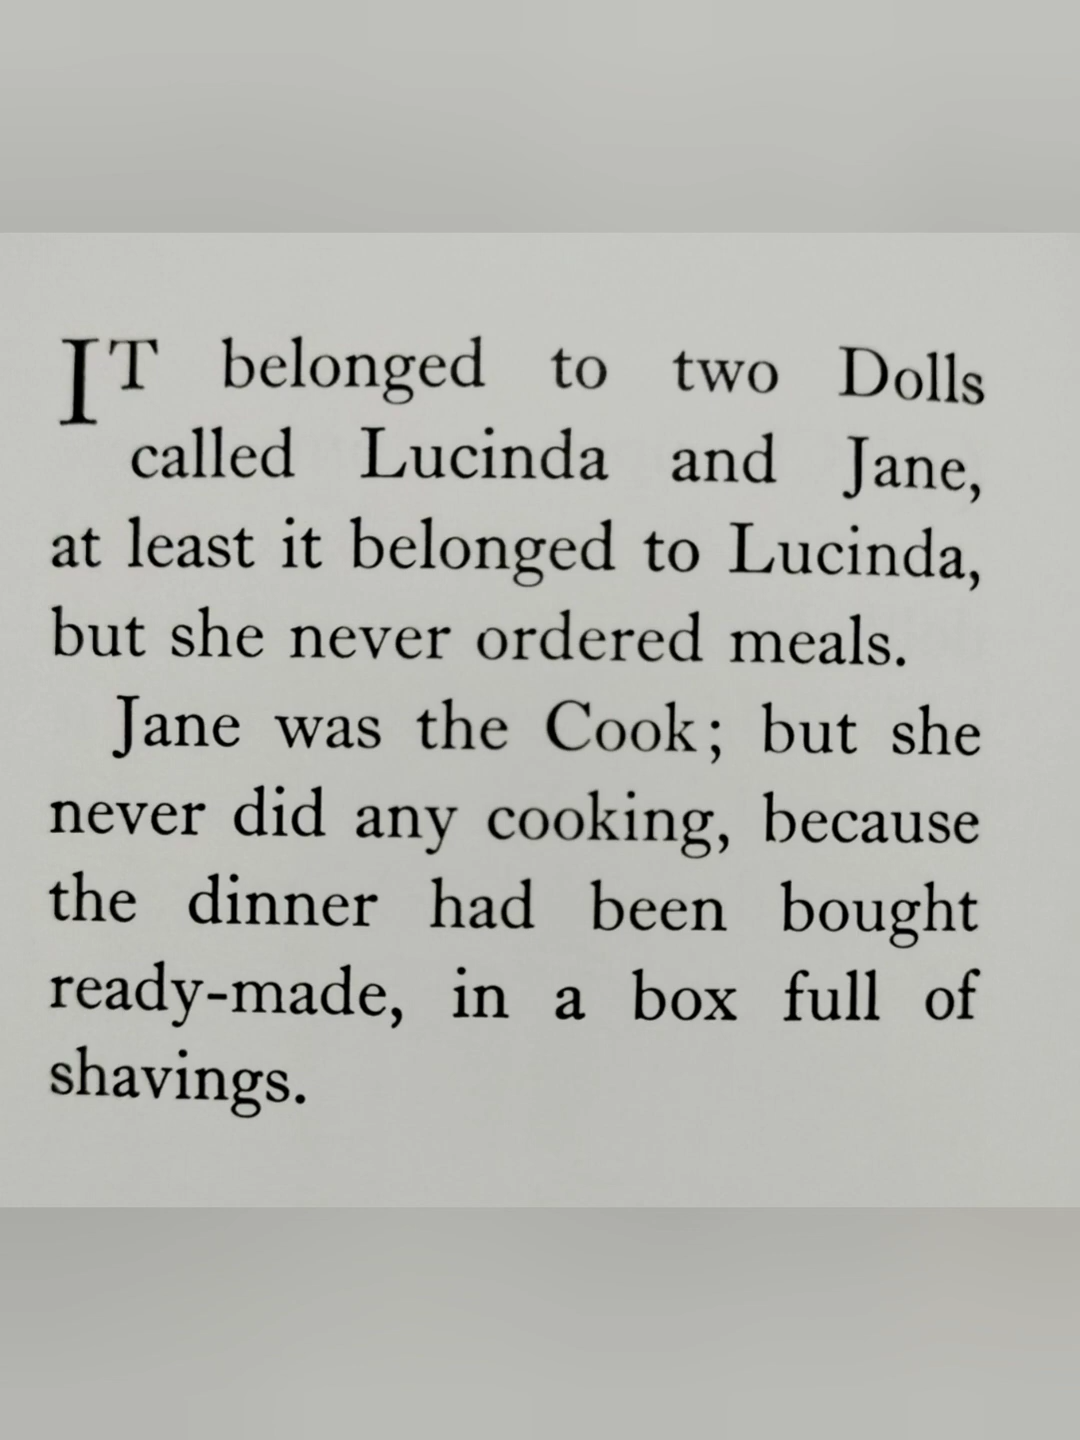 IT belonged to two Dolls
called Lucinda and Jane,
at least it belonged to Lucinda,
but she never ordered meals.
Jane was the Cook; but she
never did any cooking, because
the dinner had been bought
ready-made, in a box full of
shavings.